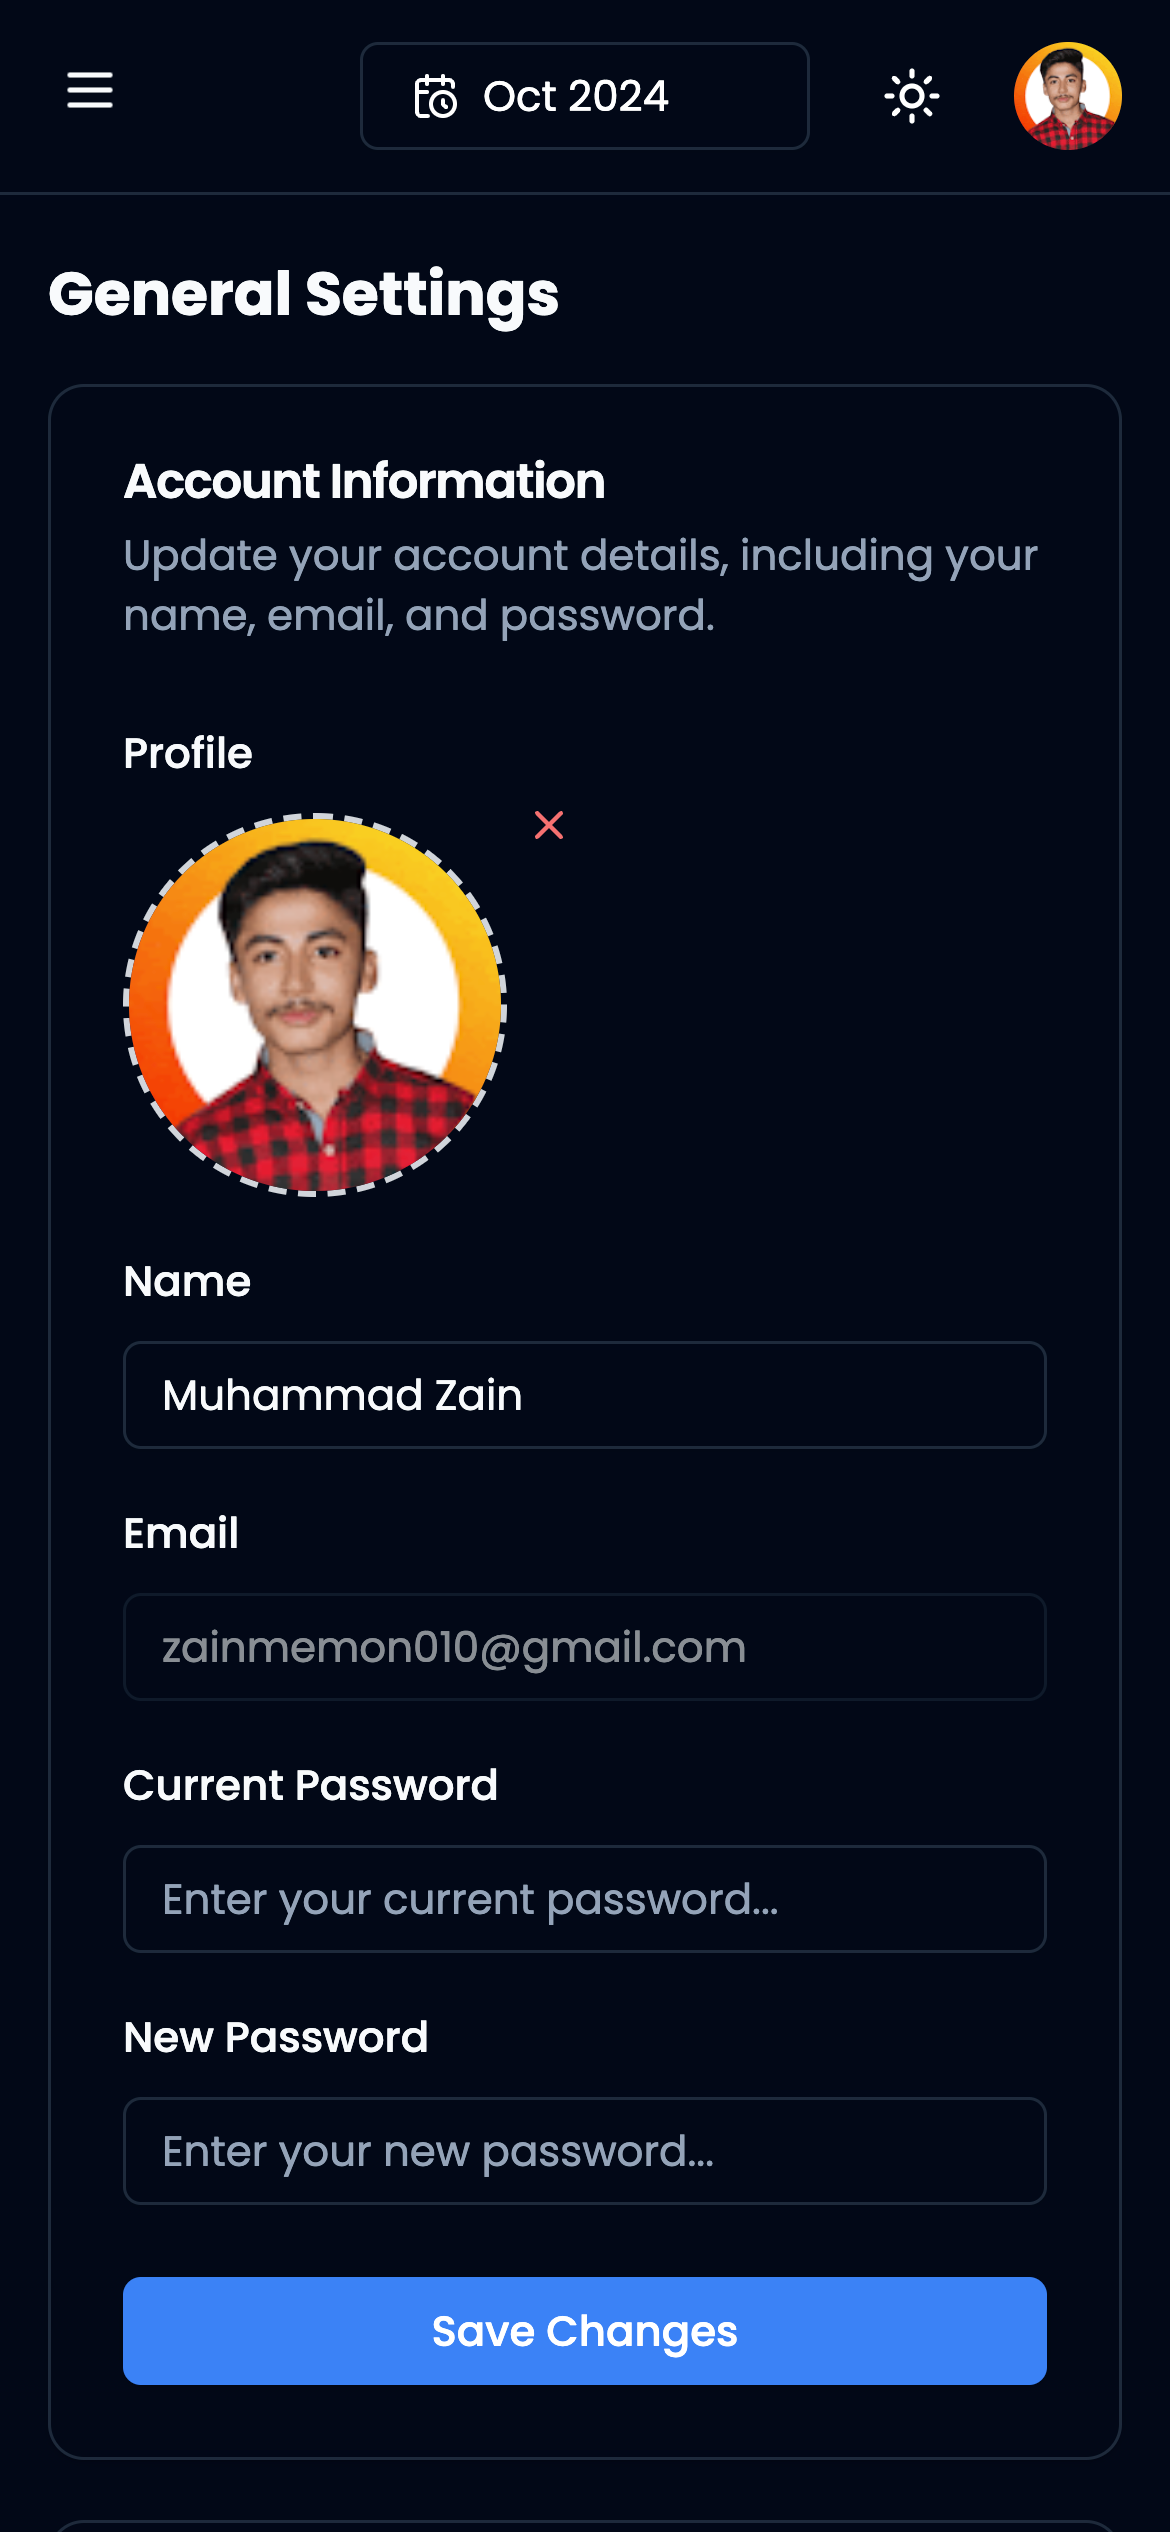 Oct 2024
General Settings
Account Information
Update your account details, including your
name, email, and password.
Profile
Name
Muhammad Zain
Email
zainmemon010@gmail.com
Current Password
Enter your current password...
New Password
Enter your new password...
Save Changes